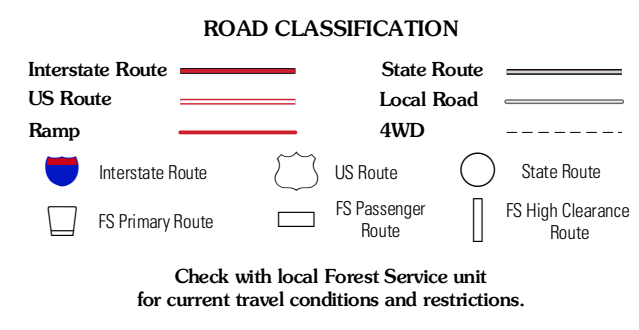 ROAD CLASSIFICATION
Interstate Route
State Route
US Route
Local Road
Ramp
4WD
Interstate Route
US Route
State Route
FS Primary Route
FS Passenger
Route
FS High Clearance
Route
Check with local Forest Service unit
for current travel conditions and restrictions.